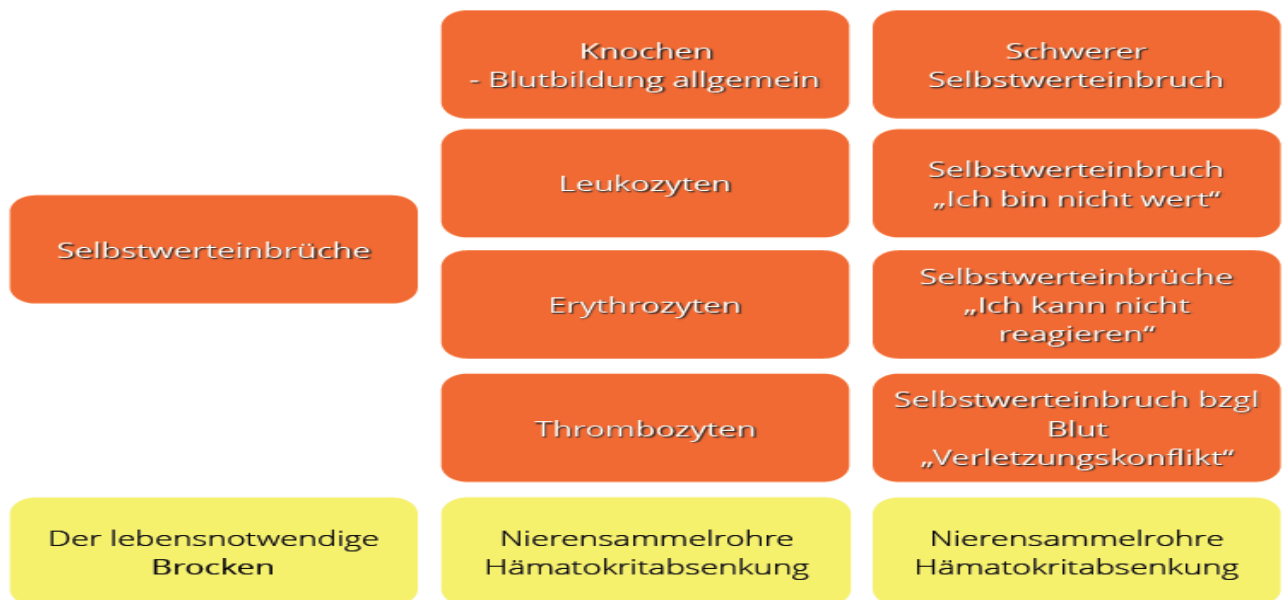 Knochen
- Blutbildung allgemein
Schwerer
Selbstwerteinbruch
Selbstwerteinbrüche
Leukozyten
Selbstwerteinbruch
„Ich bin nicht wert“
Erythrozyten
Selbstwerteinbrüche
„Ich kann nicht
reagieren“
Thrombozyten
Selbstwerteinbruch bzgl
Blut
„Verletzungskonflikt“
Der lebensnotwendige
Brocken
Nierensammelrohre
Hämatokritabsenkung
Nierensammelrohre
Hämatokritabsenkung